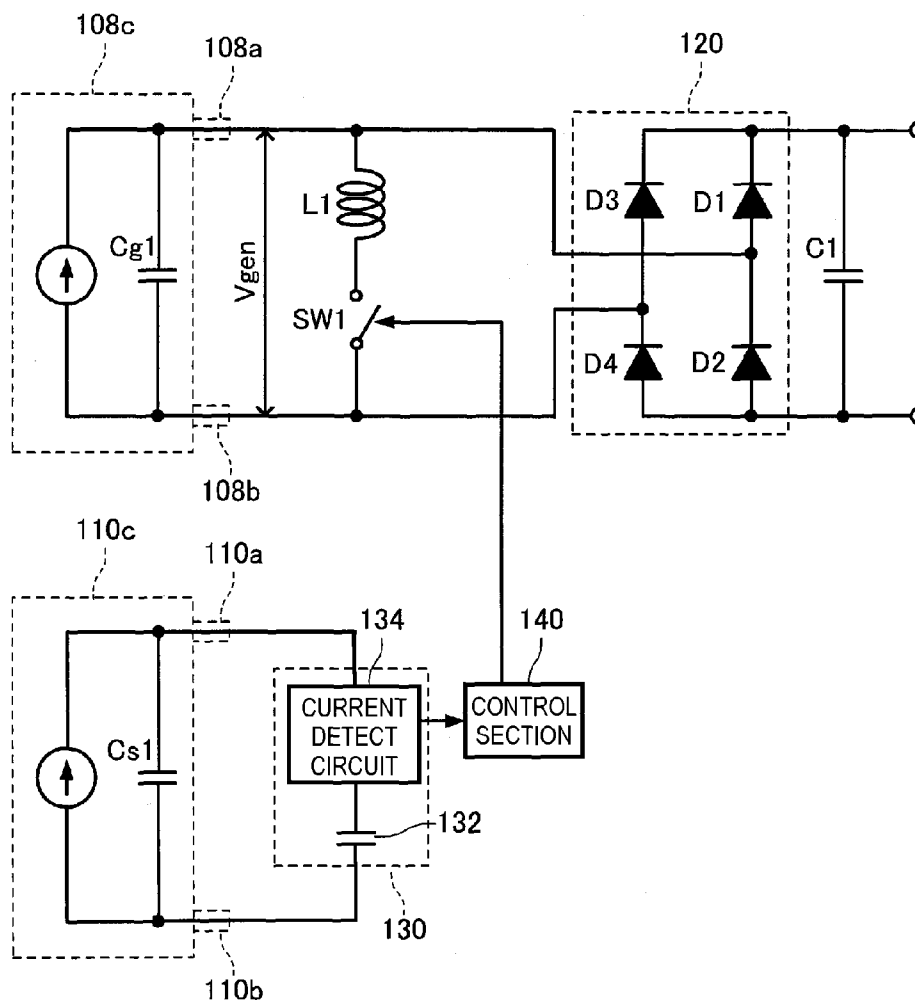 108c
108a
120
L1
D3
D1
Cg1
Vgen
C1
SW1
D4
D2
108b
110c
110a
134
140
CURRENT
DETECT
CIRCUIT
CONTROL
SECTION
Cs1
132
130
110b